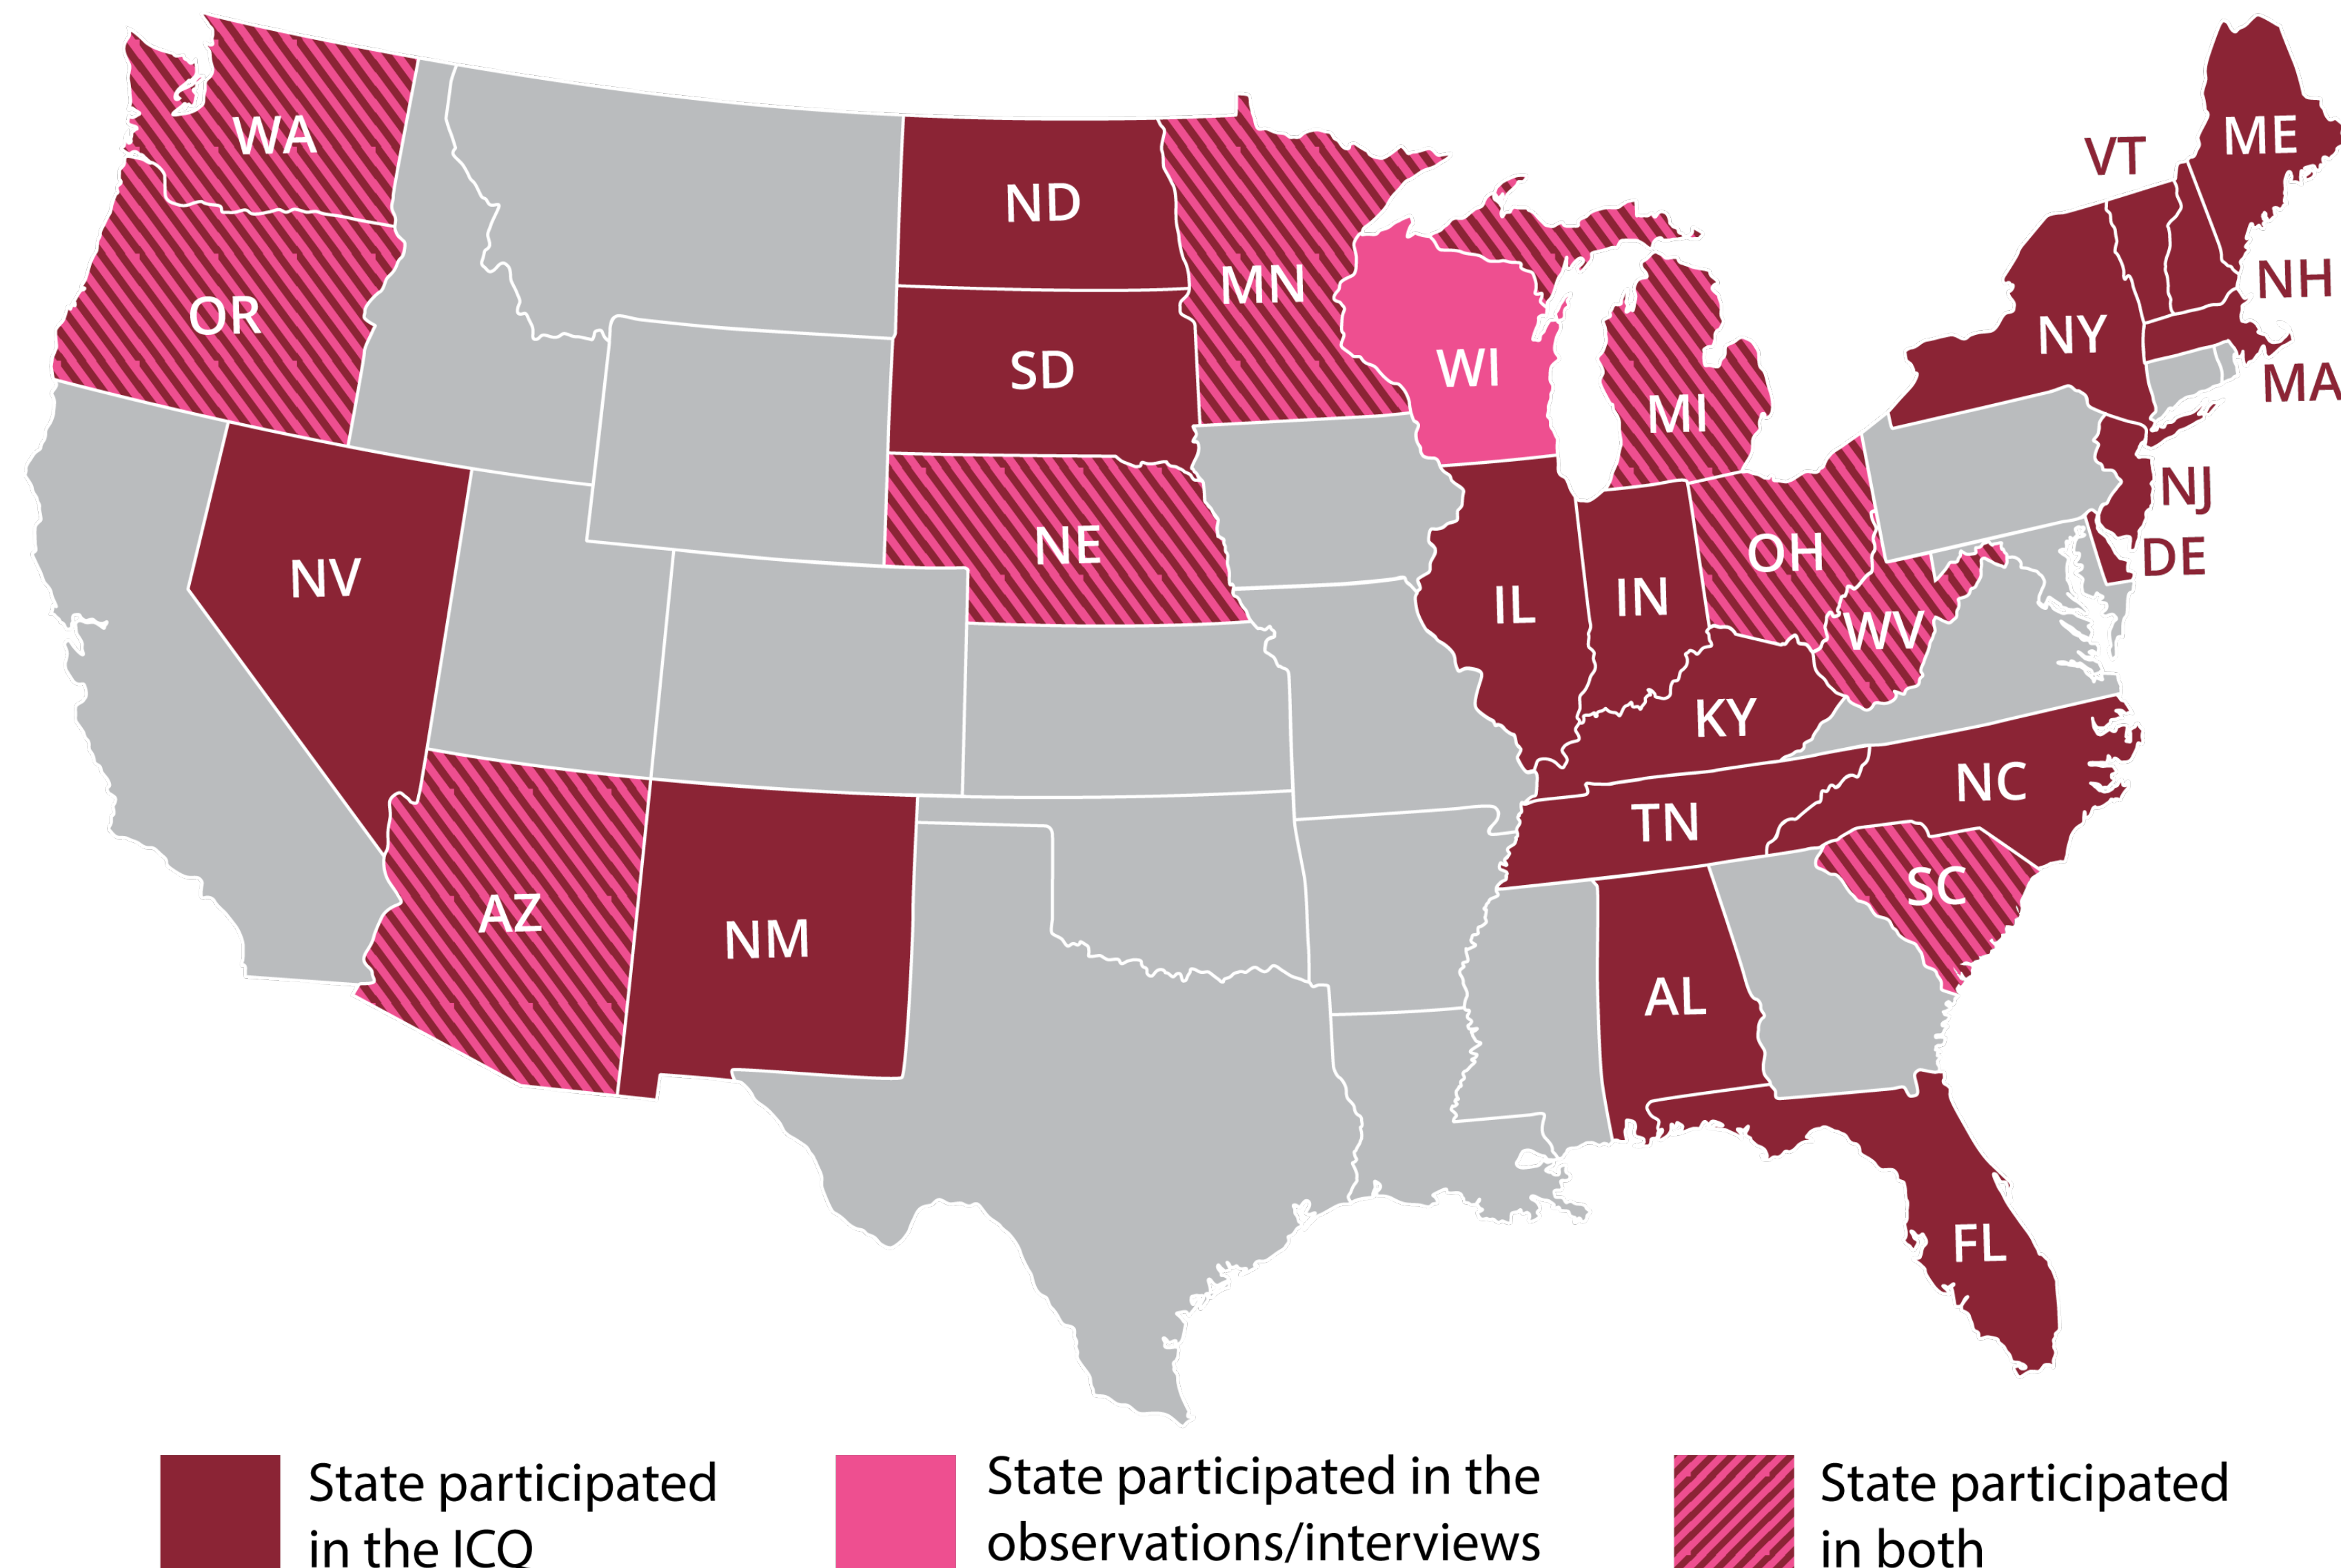 WA
VT
ME
ND
MN
NH
OR
NY
SD
WI
MA
MI
NJ
NE
OH
DE
NV
IL
IN
WV
KY
NC
TN
SC
AZ
NM
AL
FL
State participated
in the ICQ
State participated in the
observations/interviews
State participated
in both